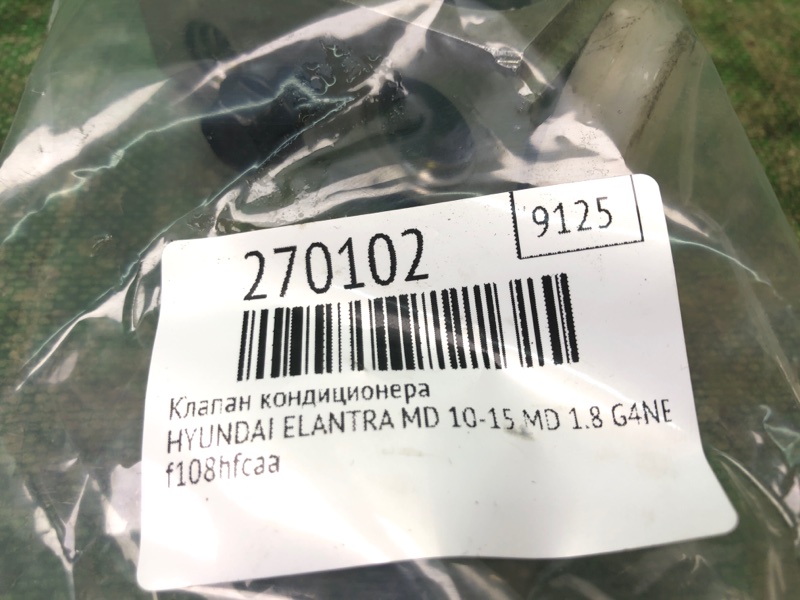 9125
270102
Клапан кондиционера
HYUNDAI ELANTRA MD 10-15 MD 1.8 G4NE
f108hfcaa